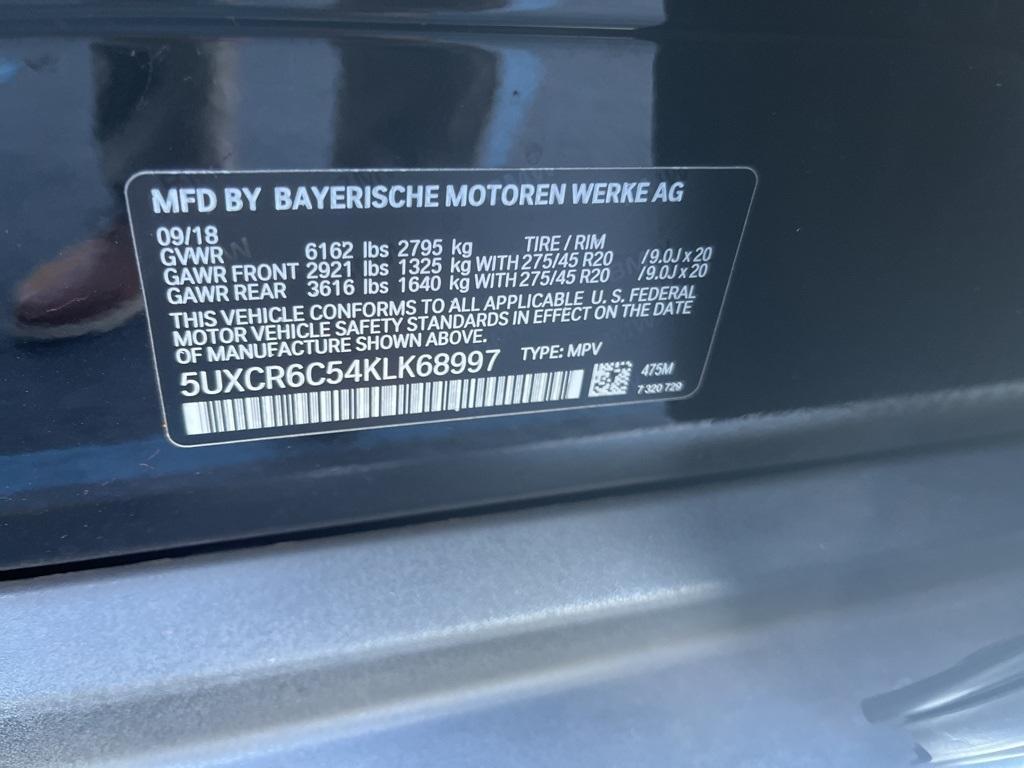 MFD BY BAYERISCHE MOTOREN WERKE AG
09/18 TIRE / RIM
GVWR 6162 lbs 2795 kg
GAWR FRONT 2921 lbs 1325 kg WITH 275/45 R20 /9.0J x 20
GAWR REAR 3616 lbs 1640 kg WITH 275/45 R20 /9.0J x 20
THIS VEHICLE CONFORMS TO ALL APPLICABLE U. S. FEDERAL
MOTOR VEHICLE SAFETY STANDARDS IN EFFECT ON THE DATE
OF MANUFACTURE SHOWN ABOVE.
5UXCR6C54KLK68997 TYPE: MPV
475M
7 320 729